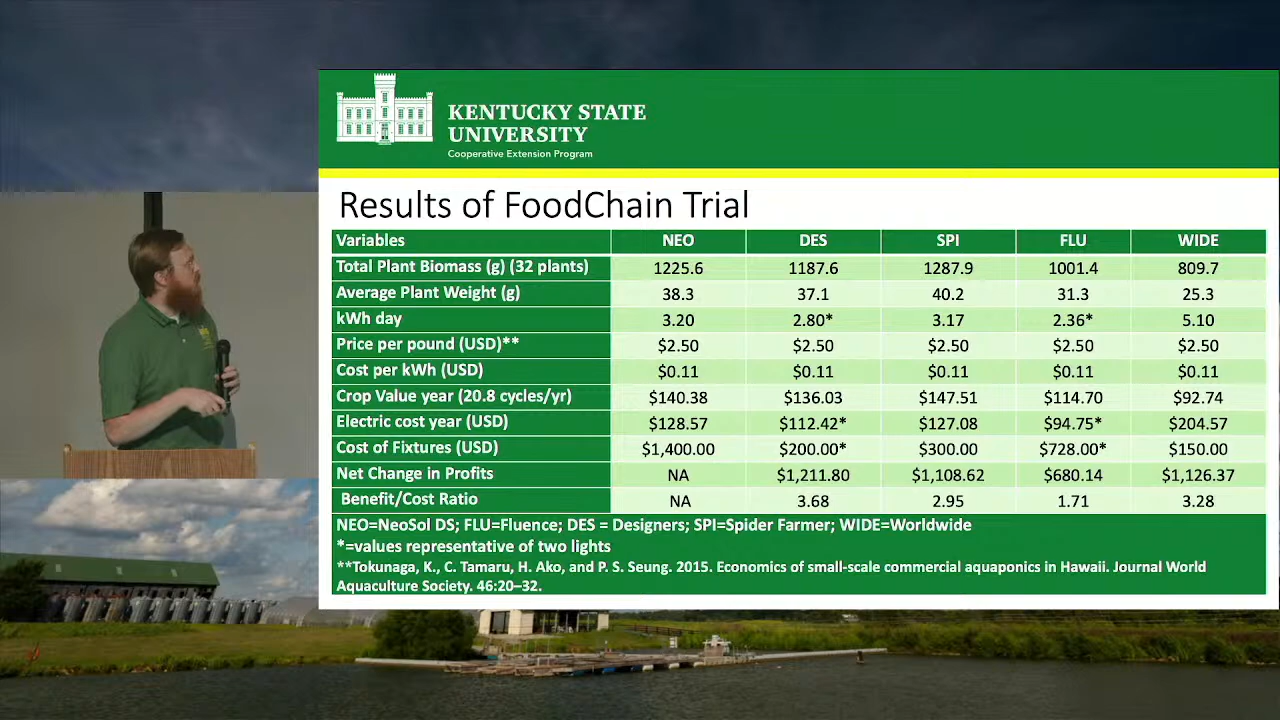 KENTUCKY STATE
UNIVERSITY
Cooperative Extension Program
Results of FoodChain Trial
Variables NEO DES SPI FLU WIDE
Total Plant Biomass (g) (32 plants) 1225.6 1187.6 1287.9 1001.4 809.7
Average Plant Weight (g) 38.3 37.1 40.2 31.3 25.3
kWh day 3.20 2.80* 3.17 2.36* 5.10
Price per pound (USD)** $2.50 $2.50 $2.50 $2.50 $2.50
Cost per kWh (USD) $0.11 $0.11 $0.11 $0.11 $0.11
Crop Value year (20.8 cycles/yr) $140.38 $136.03 $147.51 $114.70 $92.74
Electric cost year (USD) $128.57 $112.42* $127.08 $94.75* $204.57
Cost of Fixtures (USD) $1,400.00 $200.00* $300.00 $728.00* $150.00
Net Change in Profits NA $1,211.80 $1,108.62 $680.14 $1,126.37
Benefit/Cost Ratio NA 3.68 2.95 1.71 3.28
NEO=NeoSol DS; FLU=Fluence; DES = Designers; SPI=Spider Farmer; WIDE=Worldwide
*=values representative of two lights
**Tokunaga, K., C. Tamaru, H. Ako, and P. S. Seung. 2015. Economics of small-scale commercial aquaponics in Hawaii. Journal World
Aquaculture Society. 46:20–32.